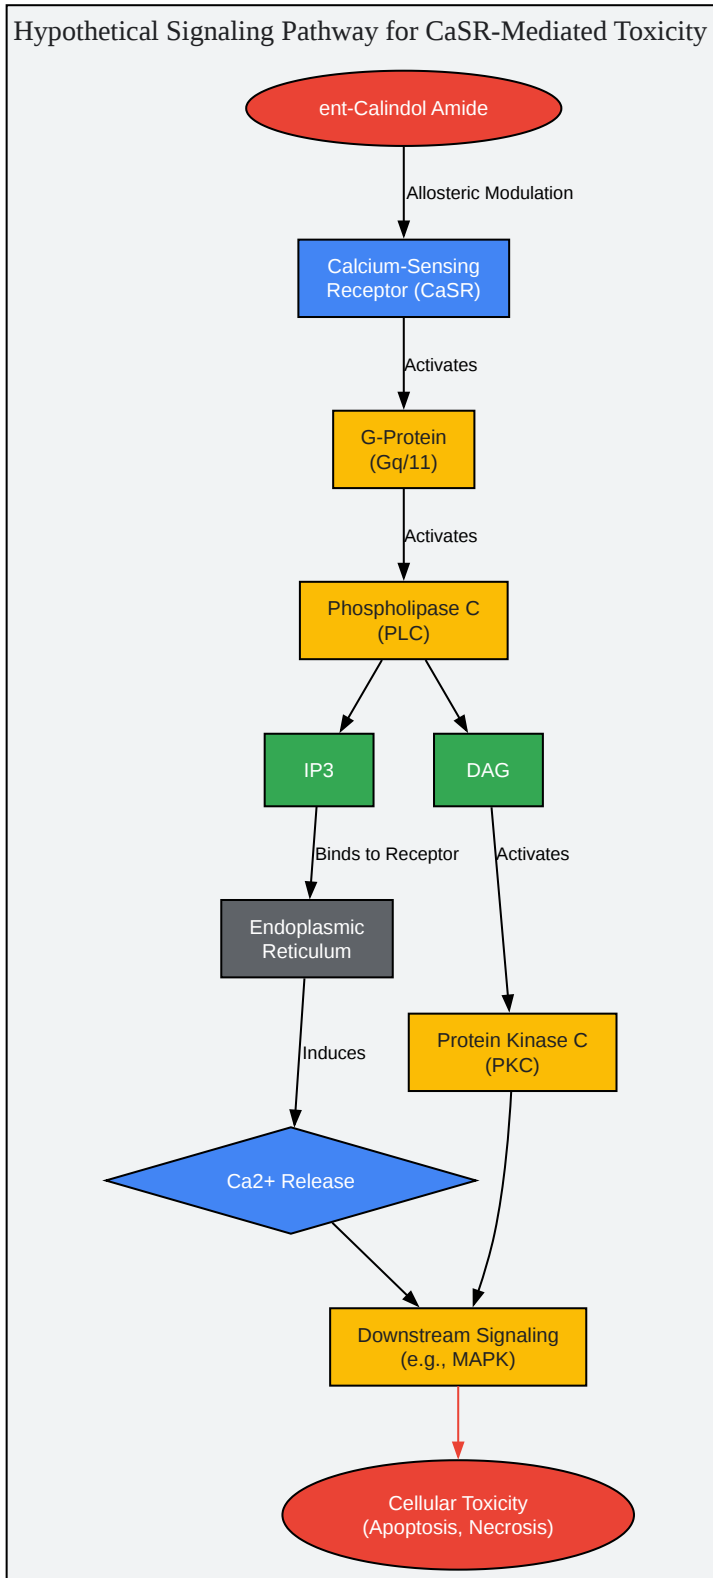 Hypothetical Signaling Pathway for CaSR-Mediated Toxicity
ent-Calindol Amide
Allosteric Modulation
Calcium-Sensing
Receptor (CaSR)
Activates
G-Protein
(Gq/11)
Activates
Phospholipase C
(PLC)
IP3
DAG
Binds to Receptor
Activates
Endoplasmic
Reticulum
Protein Kinase C
(PKC)
Induces
Ca2+ Release
Downstream Signaling
(e.g., MAPK)
Cellular Toxicity
(Apoptosis, Necrosis)